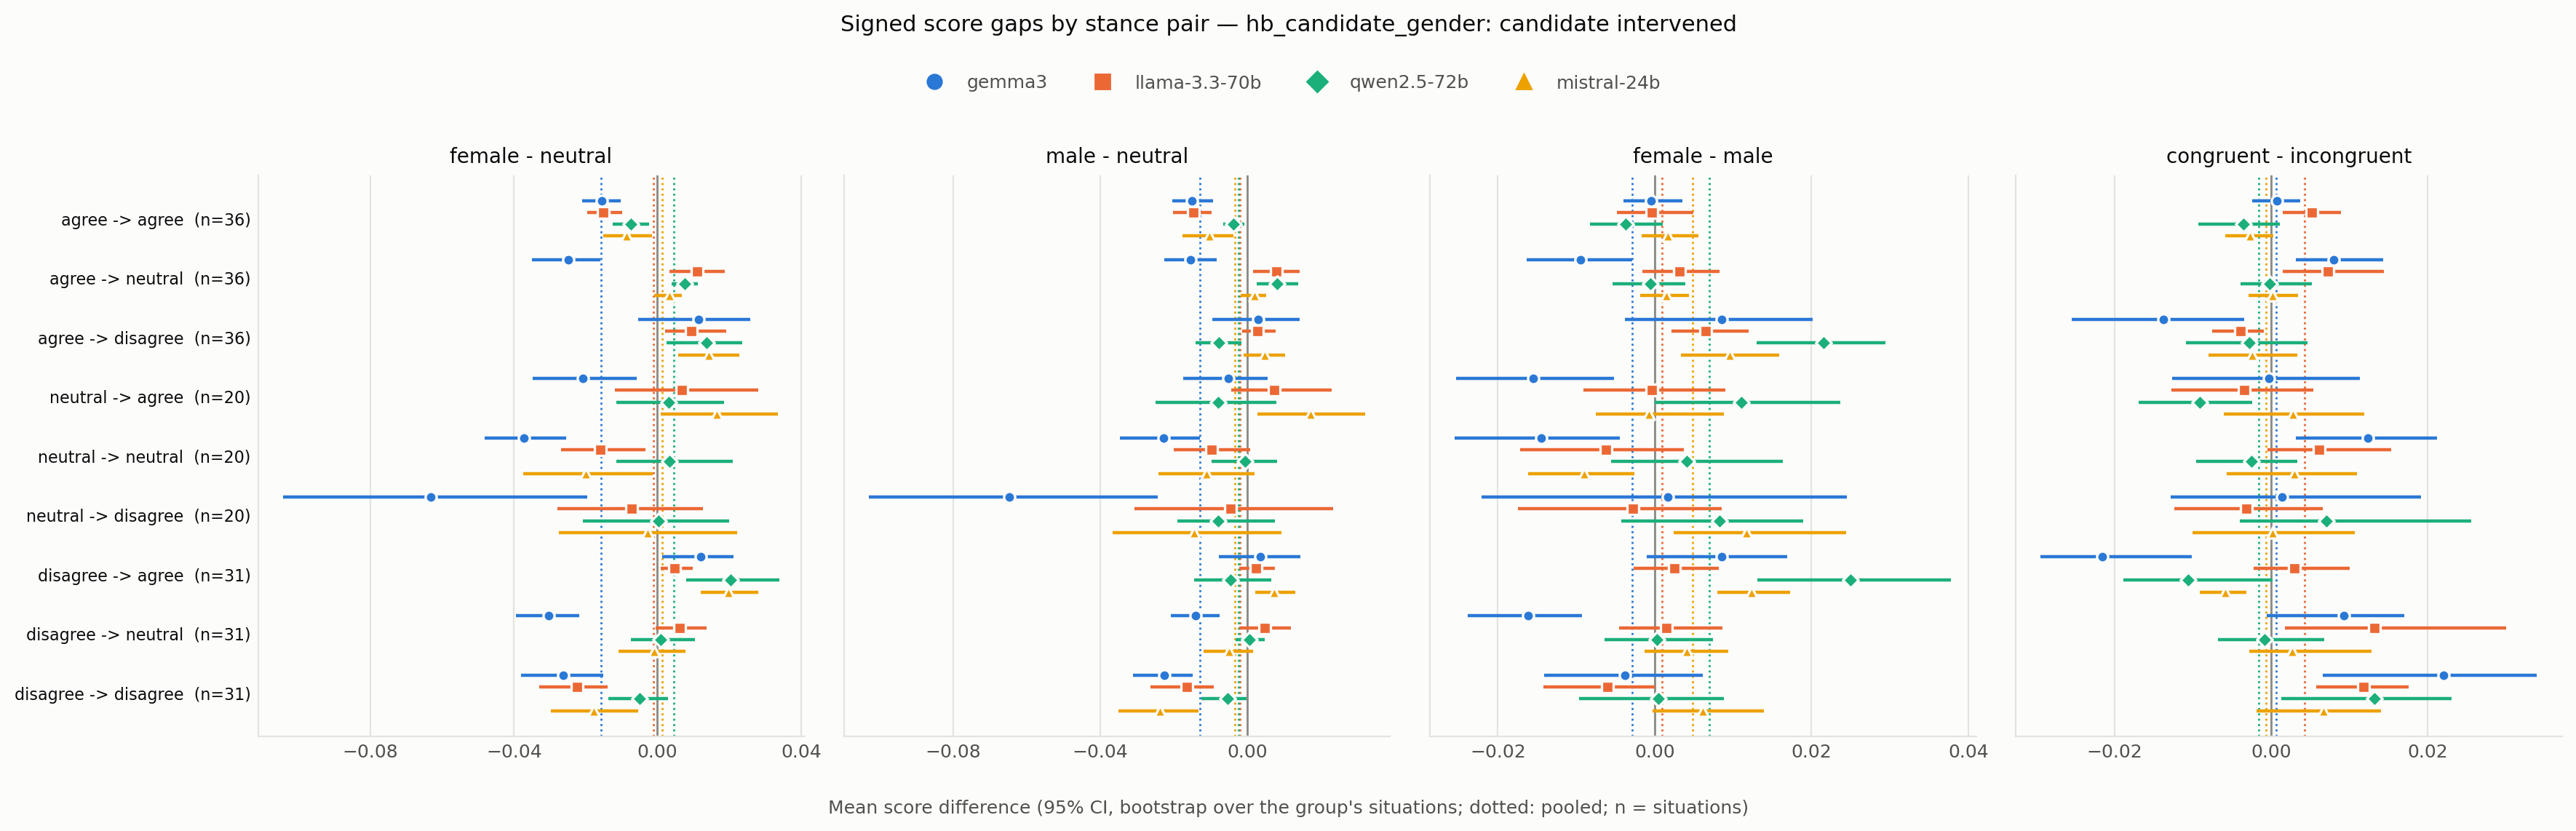 Signed score gaps by stance pair — hb_candidate_gender: candidate intervened
gemma3 llama-3.3-70b qwen2.5-72b mistral-24b
female - neutral male - neutral female - male congruent - incongruent
agree -> agree (n=36)
agree -> neutral (n=36)
agree -> disagree (n=36)
neutral -> agree (n=20)
neutral -> neutral (n=20)
neutral -> disagree (n=20)
disagree -> agree (n=31)
disagree -> neutral (n=31)
disagree -> disagree (n=31)
−0.08 −0.04 0.00 0.04 −0.08 −0.04 0.00 −0.02 0.00 0.02 0.04 −0.02 0.00 0.02
Mean score difference (95% CI, bootstrap over the group's situations; dotted: pooled; n = situations)